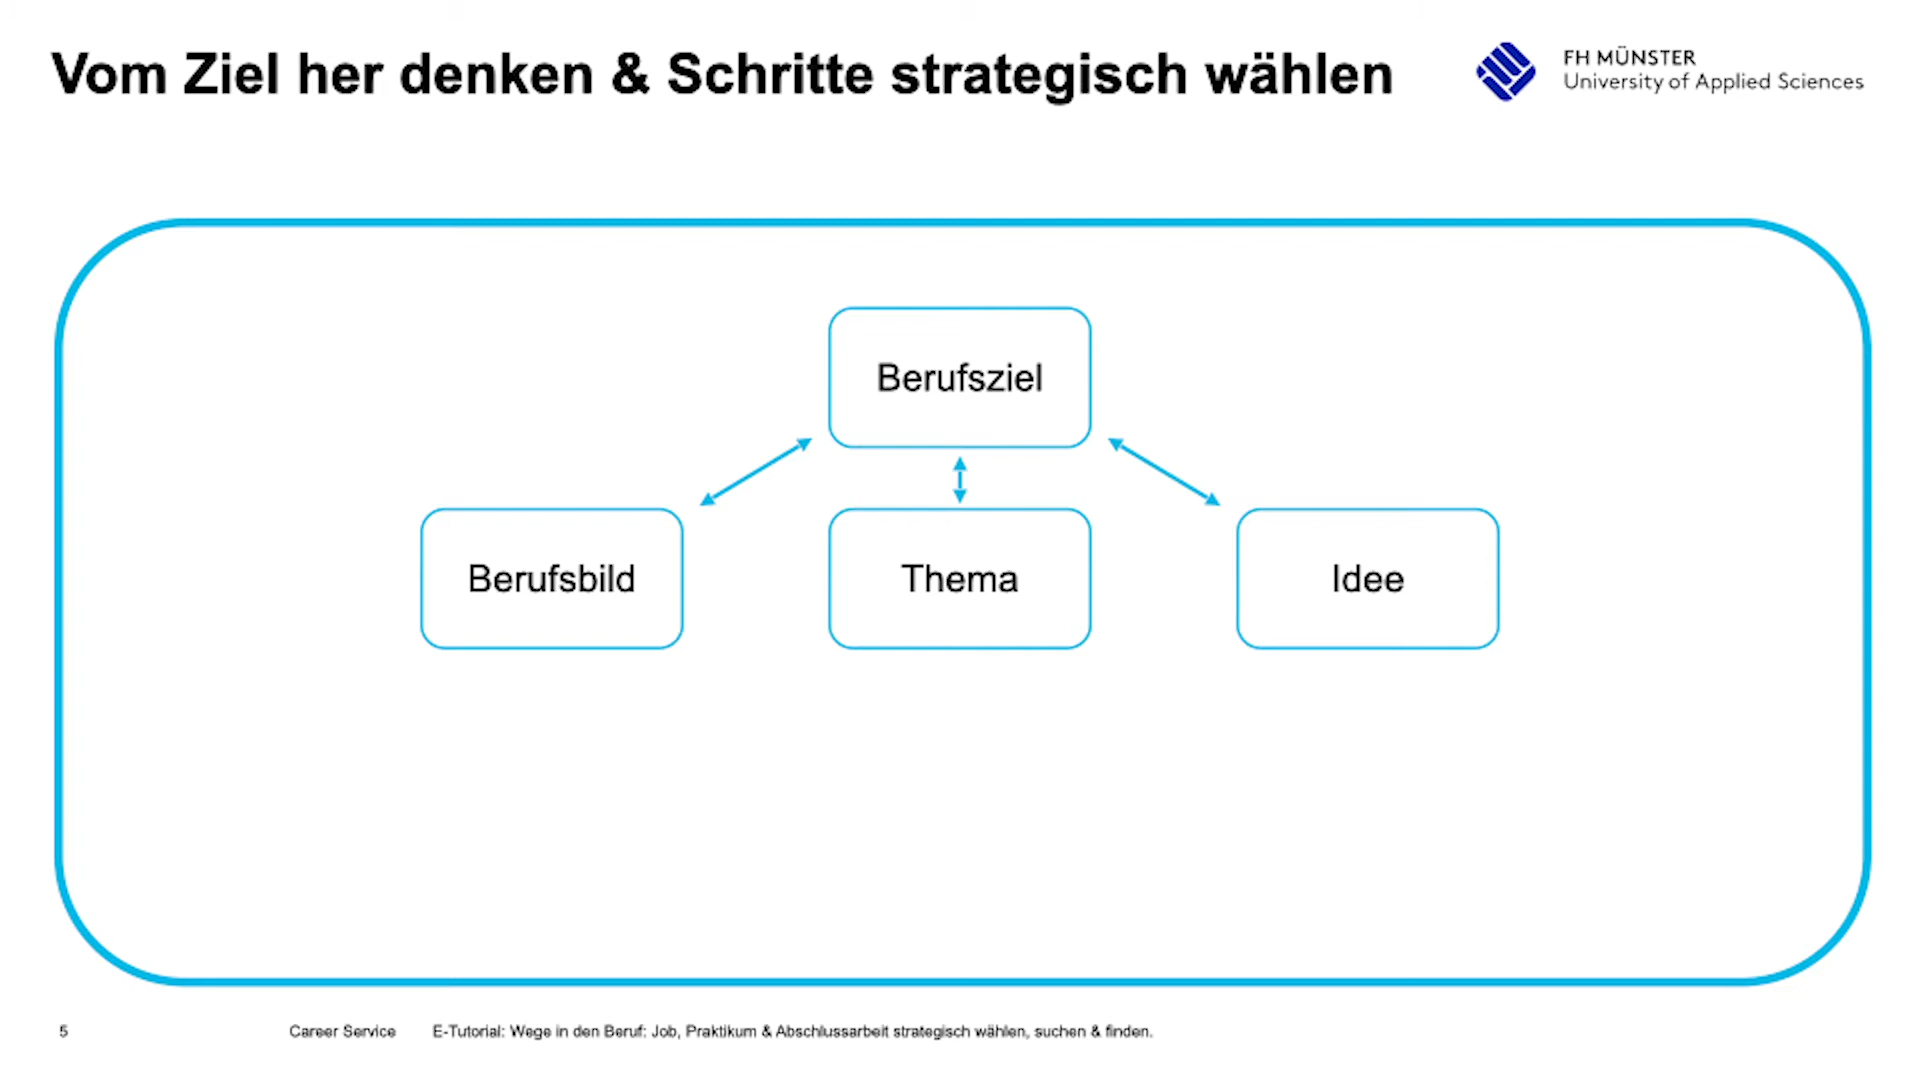 Vom Ziel her denken & Schritte strategisch wählen
FH MÜNSTER
University of Applied Sciences
Berufsziel
Berufsbild
Thema
Idee
5
Career Service
E-Tutorial: Wege in den Beruf: Job, Praktikum & Abschlussarbeit strategisch wählen, suchen & finden.